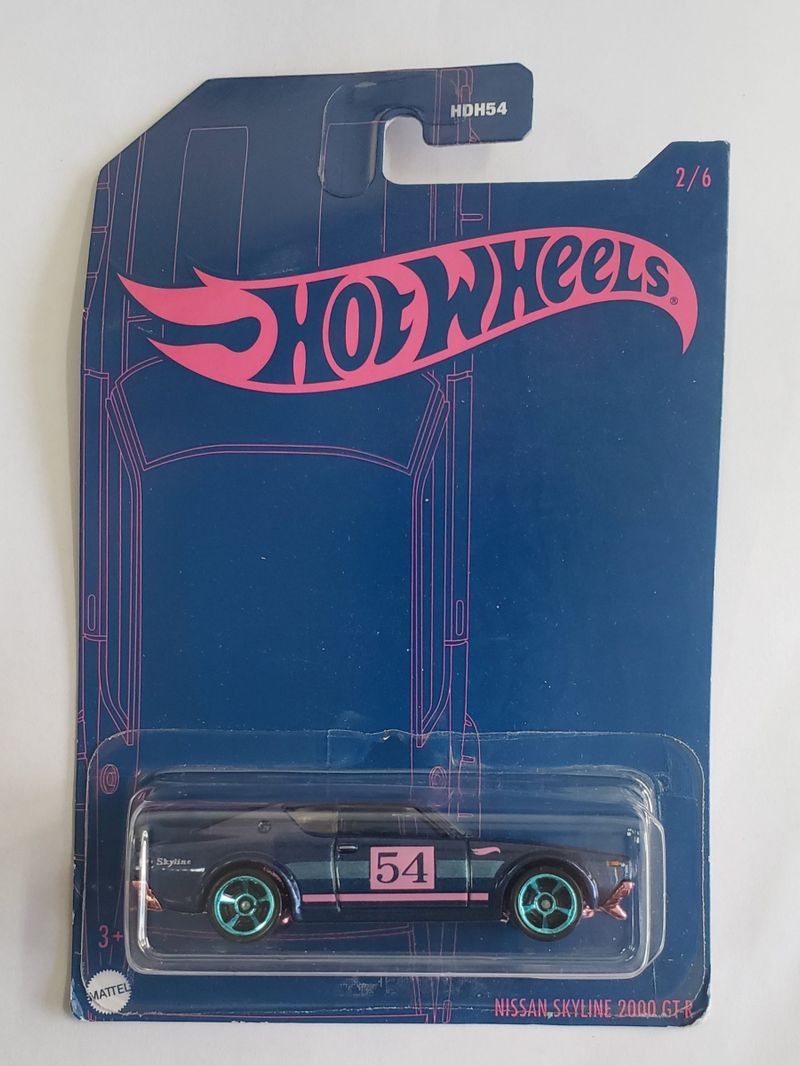 HDH54
2/6
HOT WHEELS®
Skyline
54
3+
MATTEL
NISSAN SKYLINE 2000 GT-R